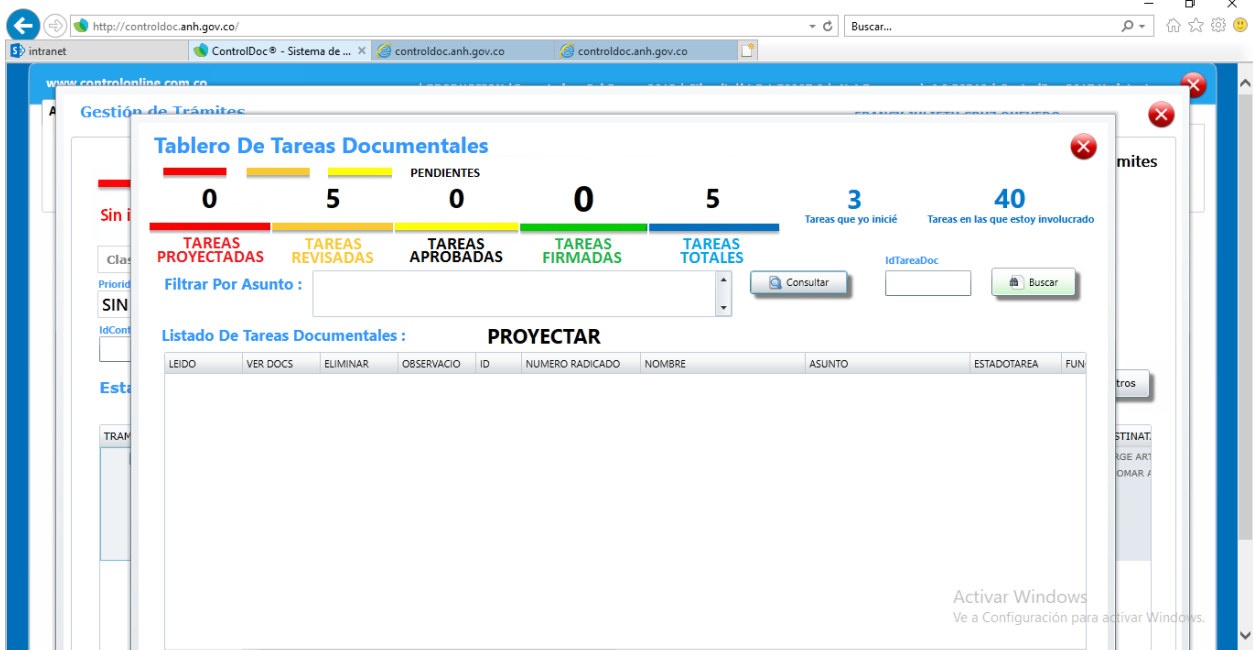 http://controldoc.anh.gov.co/
Buscar...
intranet
ControlDoc® - Sistema de ...
controldoc.anh.gov.co
controldoc.anh.gov.co
www.controlonline.com.co
Gestión de Trámites
FRANCY JULIETH CRUZ QUEVEDO
Tablero De Tareas Documentales
mites
PENDIENTES
0 5 0 0 5 3 40
Sin i
Tareas que yo inicié Tareas en las que estoy involucrado
TAREAS PROYECTADAS
TAREAS REVISADAS
TAREAS APROBADAS
TAREAS FIRMADAS
TAREAS TOTALES
Clas
IdTareaDoc
Priorid
Filtrar Por Asunto :
Consultar
Buscar
SIN
IdCont
Listado De Tareas Documentales : PROYECTAR
LEIDO VER DOCS ELIMINAR OBSERVACIO ID NUMERO RADICADO NOMBRE ASUNTO ESTADOTAREA FUN
Esta
tros
TRAM
STINAT.
RGE ART
OMAR A
Activar Windows
Ve a Configuración para activar Windows.